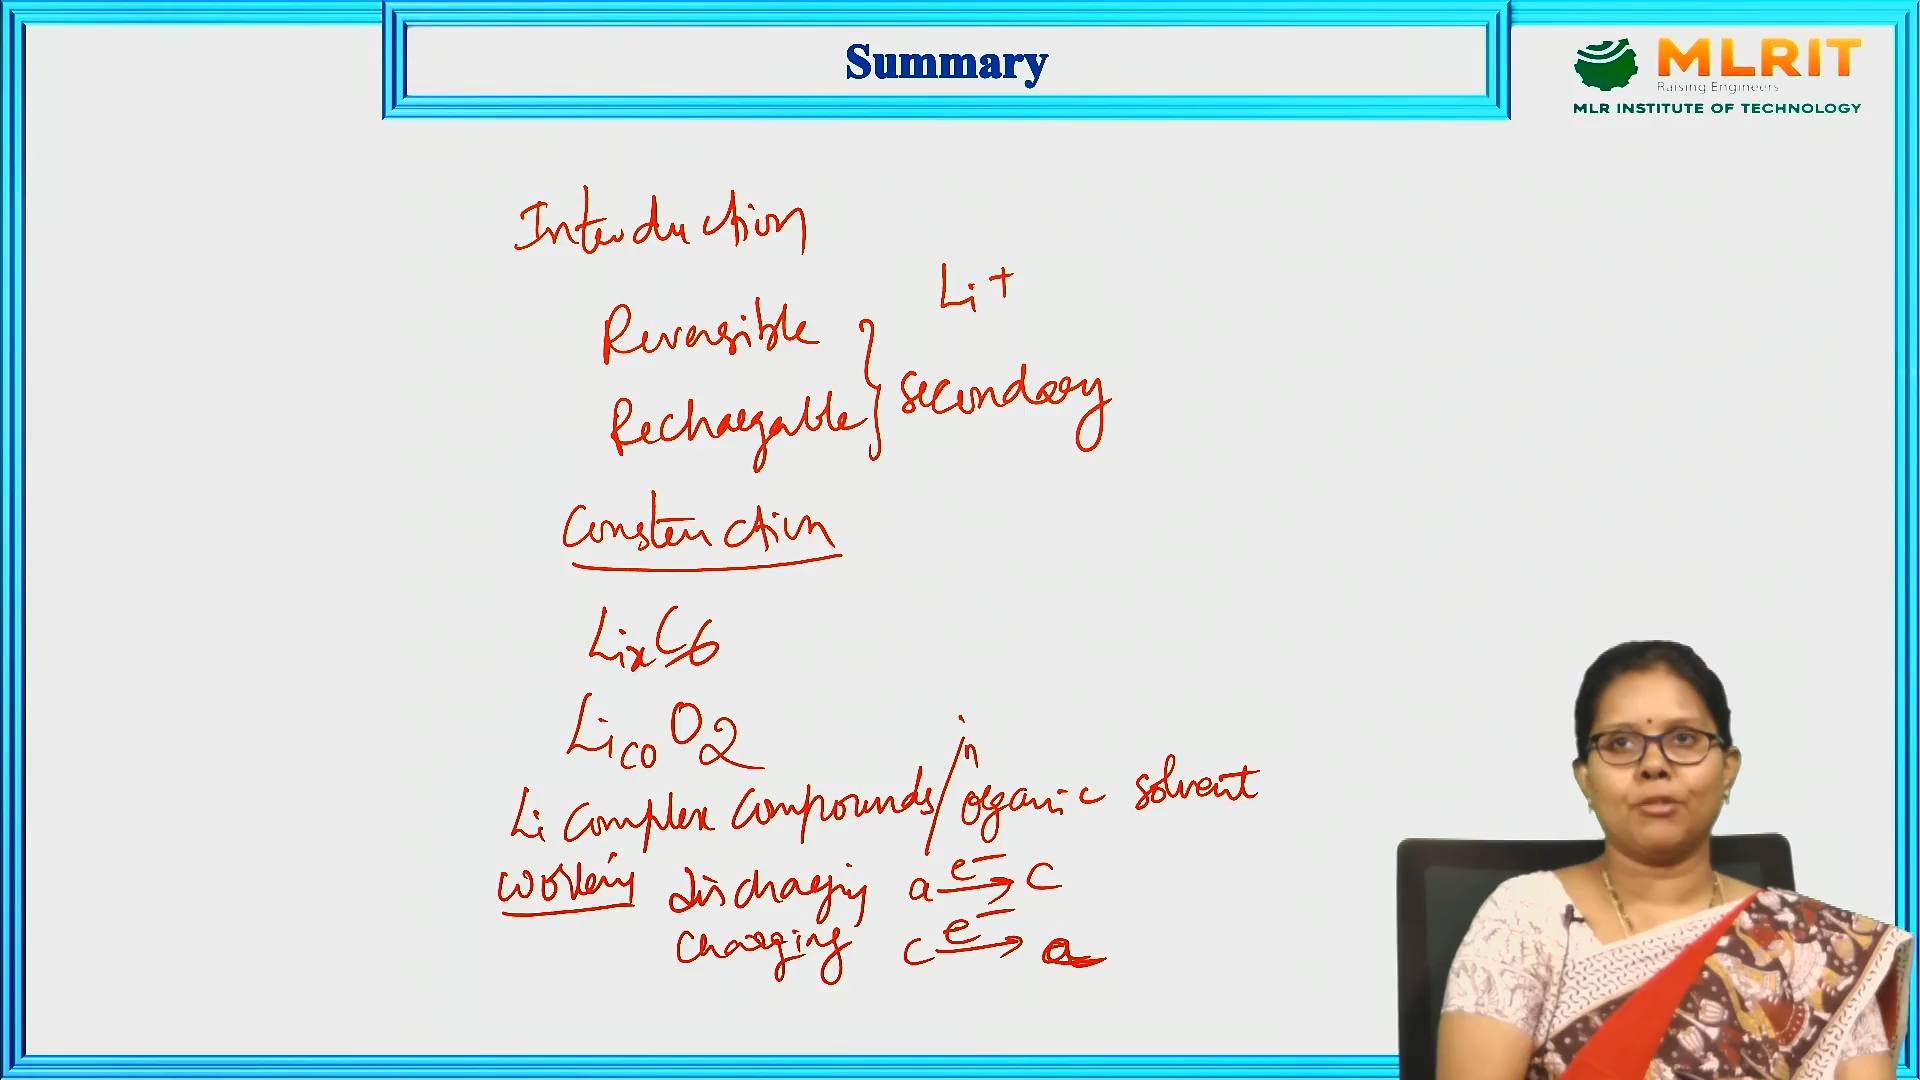 Summary
MLRIT
Raising Engineers
MLR INSTITUTE OF TECHNOLOGY
Introduction
Li+
Reversible
Rechargable } secondary
Construction
LixC6
LiCoO2
in
Li complex compounds / organic solvent
working discharging a e⁻→ C
charging c e⁻→ a